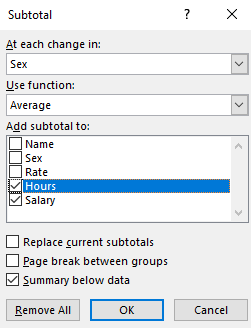 Subtotal ? ×
At each change in:
Sex
Use function:
Average
Add subtotal to:
Name
Sex
Rate
Hours
Salary
Replace current subtotals
Page break between groups
Summary below data
Remove All OK Cancel